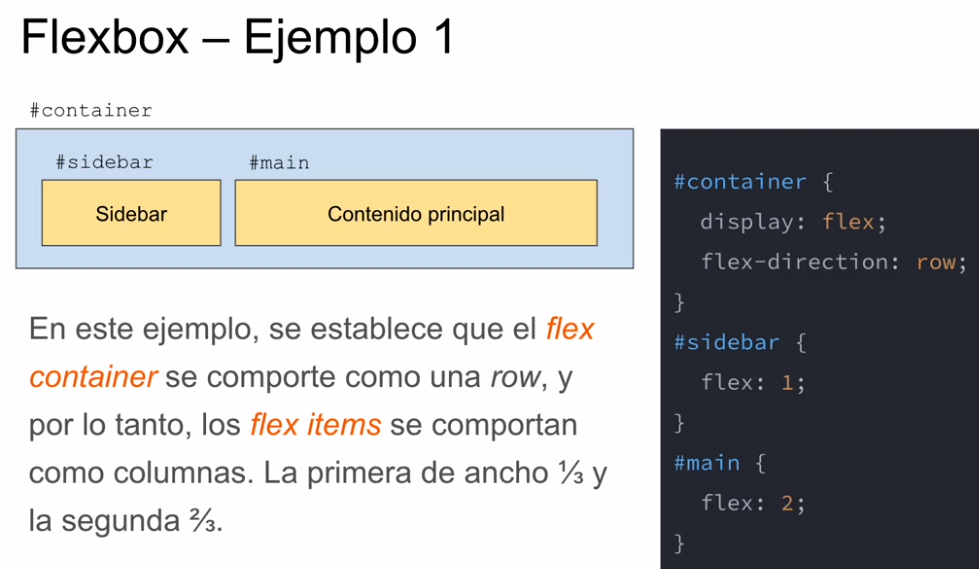 Flexbox – Ejemplo 1
#container
#sidebar
#main
Sidebar
Contenido principal
En este ejemplo, se establece que el flex
container se comporte como una row, y
por lo tanto, los flex items se comportan
como columnas. La primera de ancho ⅓ y
la segunda ⅔.
#container {
  display: flex;
  flex-direction: row;
}
#sidebar {
  flex: 1;
}
#main {
  flex: 2;
}